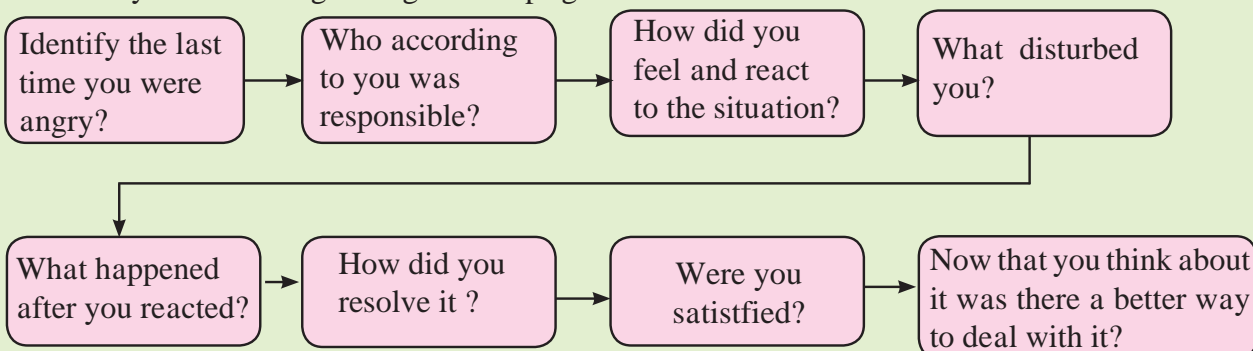 Identify the last
time you were
angry?
Who according
to you was
responsible?
How did you
feel and react
to the situation?
What disturbed
you?
What happened
after you reacted?
How did you
resolve it ?
Were you
satistfied?
Now that you think about
it was there a better way
to deal with it?